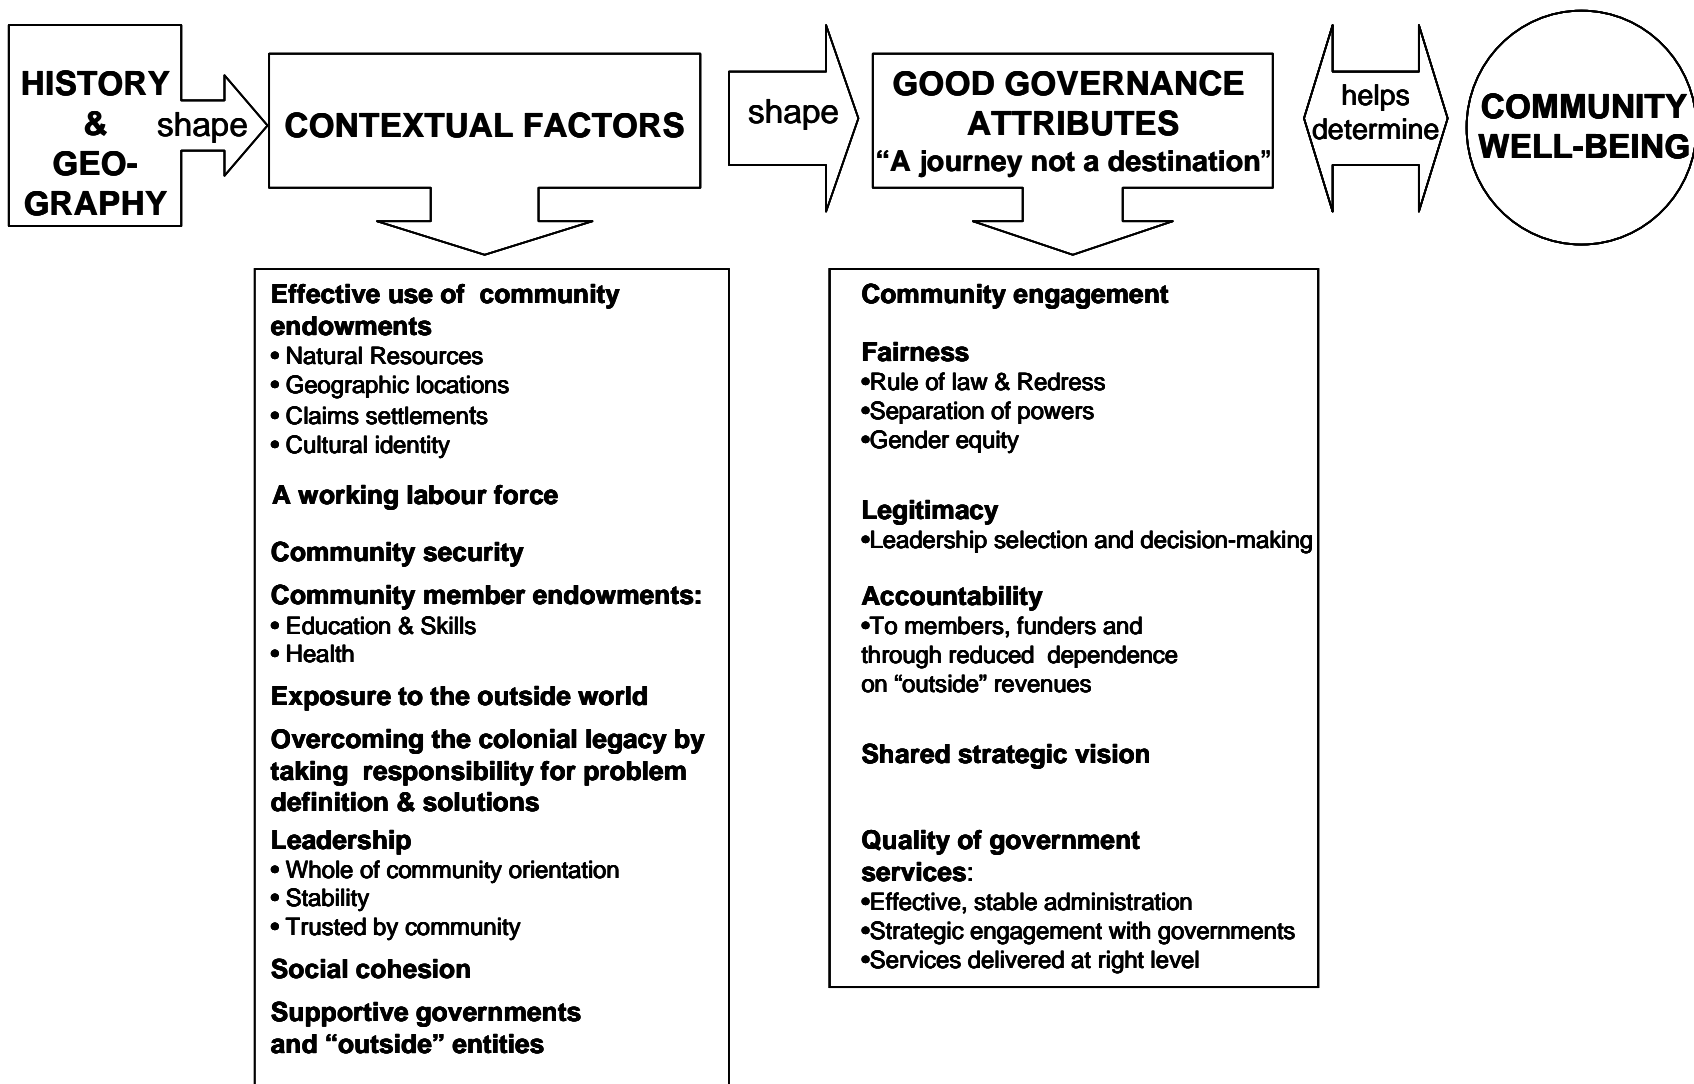 HISTORY
&
GEO-
GRAPHY
shape
CONTEXTUAL FACTORS
shape
GOOD GOVERNANCE
ATTRIBUTES
“A journey not a destination”
helps
determine
COMMUNITY
WELL-BEING
Effective use of community
endowments
• Natural Resources
• Geographic locations
• Claims settlements
• Cultural identity
A working labour force
Community security
Community member endowments:
• Education & Skills
• Health
Exposure to the outside world
Overcoming the colonial legacy by
taking responsibility for problem
definition & solutions
Leadership
• Whole of community orientation
• Stability
• Trusted by community
Social cohesion
Supportive governments
and “outside” entities
Community engagement
Fairness
•Rule of law & Redress
•Separation of powers
•Gender equity
Legitimacy
•Leadership selection and decision-making
Accountability
•To members, funders and
through reduced dependence
on “outside” revenues
Shared strategic vision
Quality of government
services:
•Effective, stable administration
•Strategic engagement with governments
•Services delivered at right level